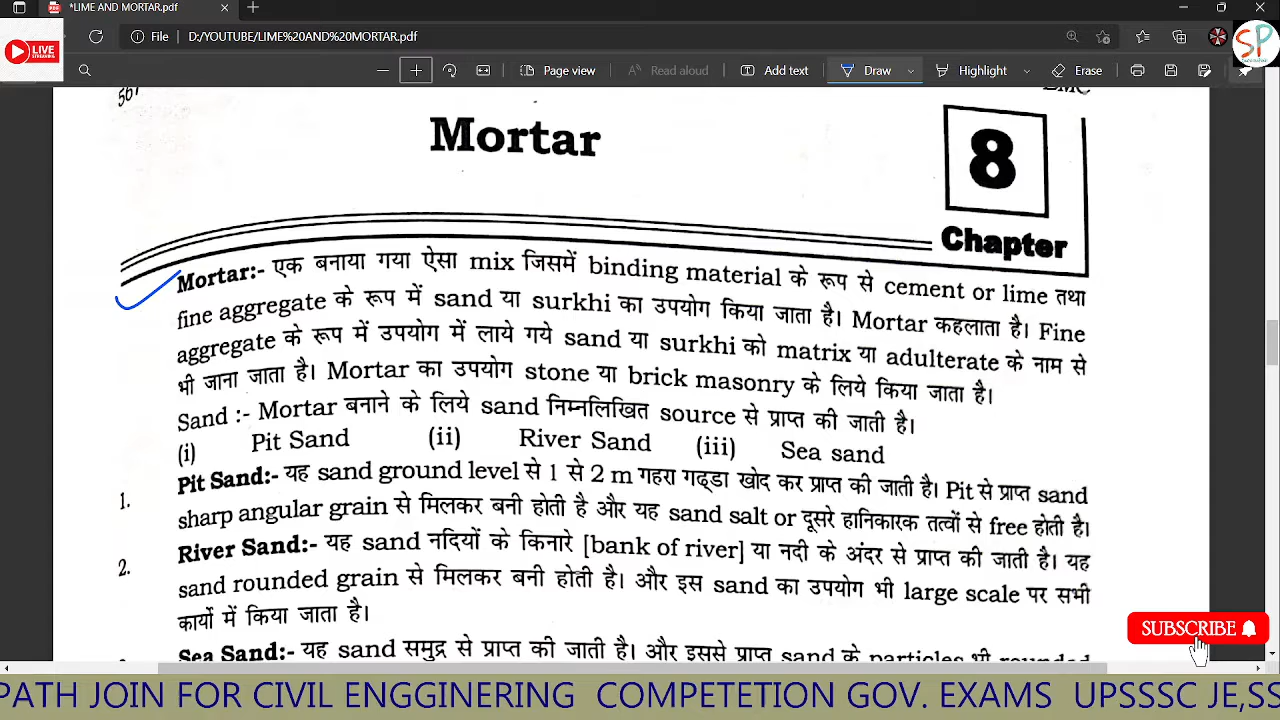 *LIME AND MORTAR.pdf
LIVE
STREAMING
File D:/YOUTUBE/LIME%20AND%20MORTAR.pdf
SP
Page view Read aloud Add text Draw Highlight Erase
567
EMC
Mortar
8
Chapter
Mortar:- एक बनाया गया ऐसा mix जिसमें binding material के रूप से cement or lime तथा
fine aggregate के रूप में sand या surkhi का उपयोग किया जाता है। Mortar कहलाता है। Fine
aggregate के रूप में उपयोग में लाये गये sand या surkhi को matrix या adulterate के नाम से
भी जाना जाता है। Mortar का उपयोग stone या brick masonry के लिये किया जाता है।
Sand :- Mortar बनाने के लिये sand निम्नलिखित source से प्राप्त की जाती है।
(i) Pit Sand (ii) River Sand (iii) Sea sand
1. Pit Sand:- यह sand ground level से 1 से 2 m गहरा गढ्डा खोद कर प्राप्त की जाती है। Pit से प्राप्त sand
sharp angular grain से मिलकर बनी होती है और यह sand salt or दूसरे हानिकारक तत्वों से free होती है।
2. River Sand:- यह sand नदियों के किनारे [bank of river] या नदी के अंदर से प्राप्त की जाती है। यह
sand rounded grain से मिलकर बनी होती है। और इस sand का उपयोग भी large scale पर सभी
कार्यो में किया जाता है।
Sea Sand:- यह sand समुद्र से प्राप्त की जाती है। और इससे प्राप्त sand के particles भी rounded
SUBSCRIBE
PATH JOIN FOR CIVIL ENGGINERING COMPETETION GOV. EXAMS UPSSSC JE,SS